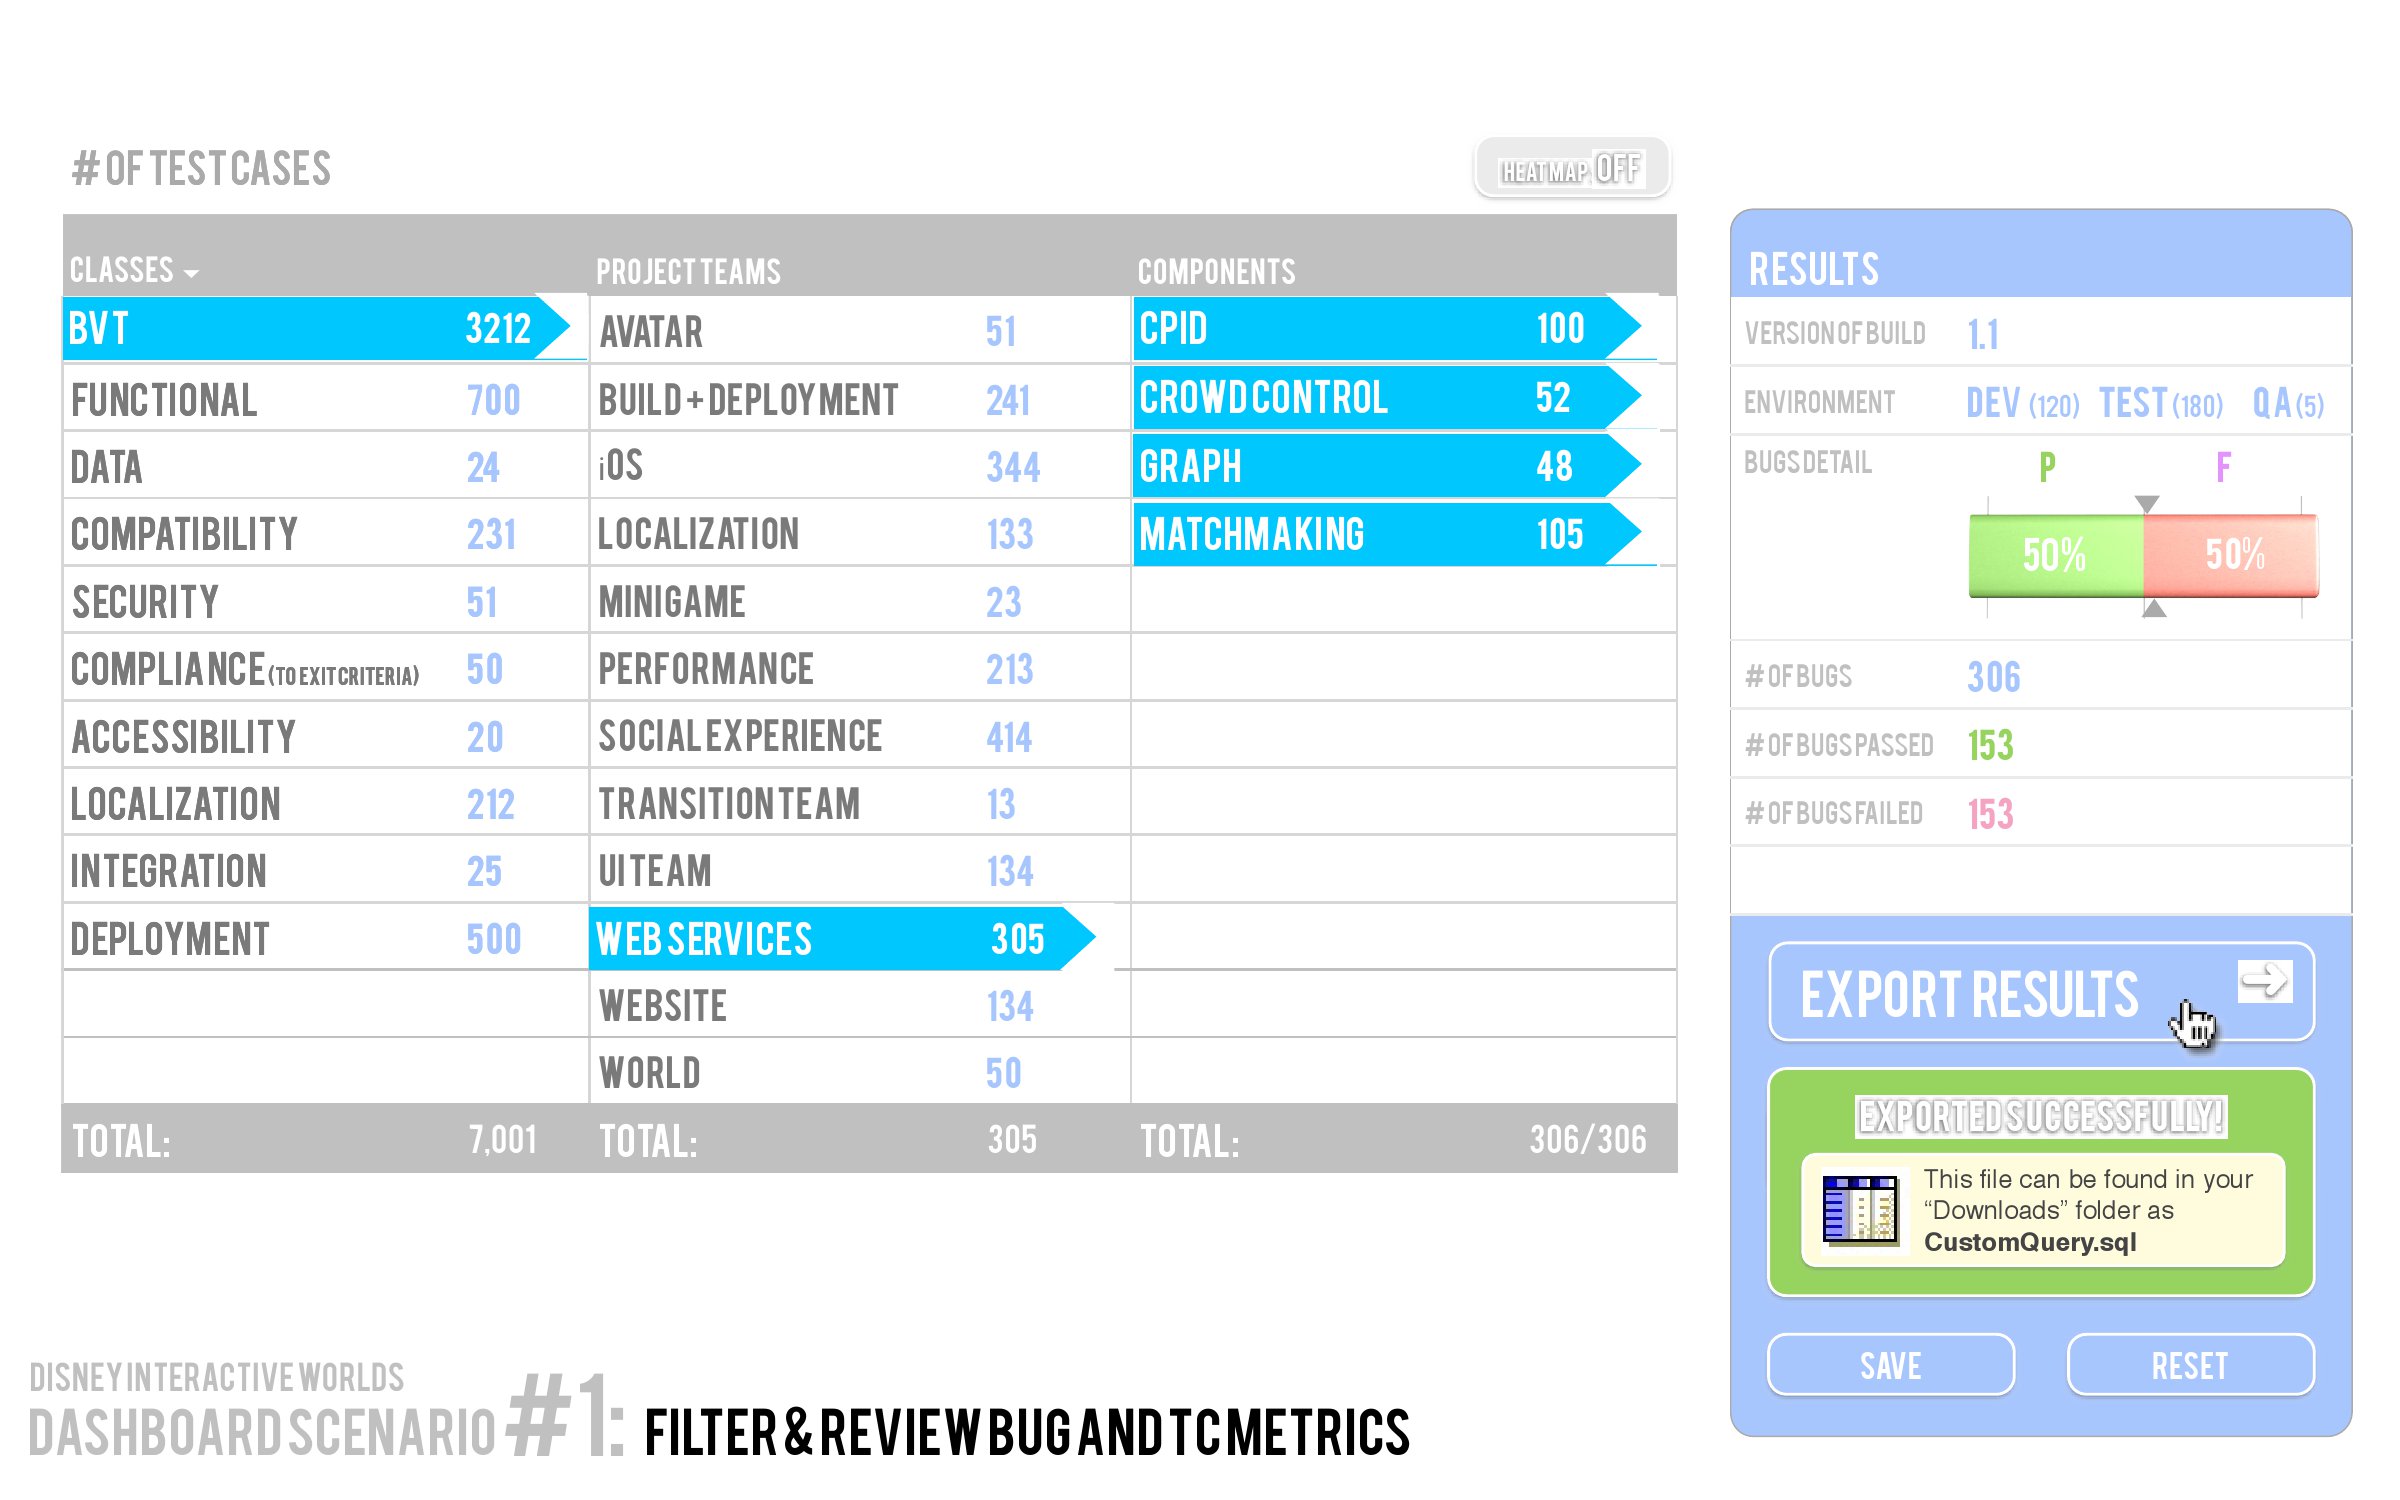 # OF TEST CASES
HEATMAP OFF
CLASSES PROJECT TEAMS COMPONENTS
BVT 3212 AVATAR 51 CPID 100
FUNCTIONAL 700 BUILD + DEPLOYMENT 241 CROWD CONTROL 52
DATA 24 iOS 344 GRAPH 48
COMPATIBILITY 231 LOCALIZATION 133 MATCHMAKING 105
SECURITY 51 MINIGAME 23
COMPLIANCE (TO EXIT CRITERIA) 50 PERFORMANCE 213
ACCESSIBILITY 20 SOCIAL EXPERIENCE 414
LOCALIZATION 212 TRANSITION TEAM 13
INTEGRATION 25 UI TEAM 134
DEPLOYMENT 500 WEB SERVICES 305
WEBSITE 134
WORLD 50
TOTAL: 7,001 TOTAL: 305 TOTAL: 306/306
RESULTS
VERSION OF BUILD 1.1
ENVIRONMENT DEV (120) TEST (180) QA (5)
BUGS DETAIL P F
50% 50%
# OF BUGS 306
# OF BUGS PASSED 153
# OF BUGS FAILED 153
EXPORT RESULTS
EXPORTED SUCCESSFULLY!
This file can be found in your
“Downloads” folder as
CustomQuery.sql
SAVE RESET
DISNEY INTERACTIVE WORLDS
DASHBOARD SCENARIO #1: FILTER & REVIEW BUG AND TC METRICS